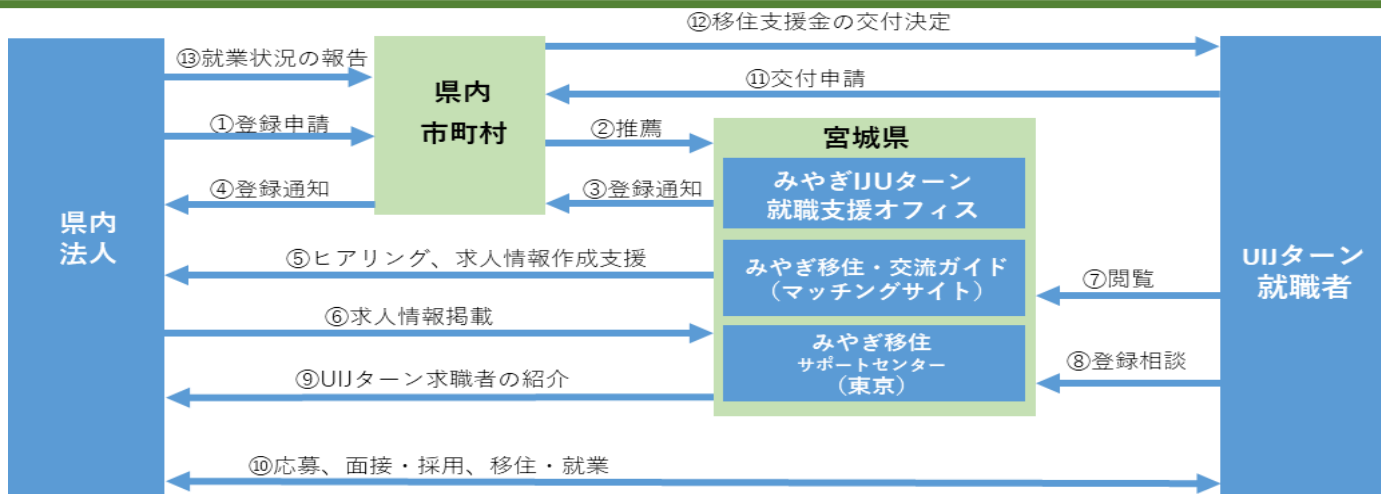 ⑫移住支援金の交付決定
⑬就業状況の報告
⑪交付申請
県内
市町村
①登録申請
②推薦
宮城県
みやぎIJUターン
就職支援オフィス
④登録通知
③登録通知
県内
法人
⑤ヒアリング、求人情報作成支援
みやぎ移住・交流ガイド
（マッチングサイト）
⑦閲覧
UIJターン
就職者
⑥求人情報掲載
みやぎ移住
サポートセンター
（東京）
⑧登録相談
⑨UIJターン求職者の紹介
⑩応募、面接・採用、移住・就業